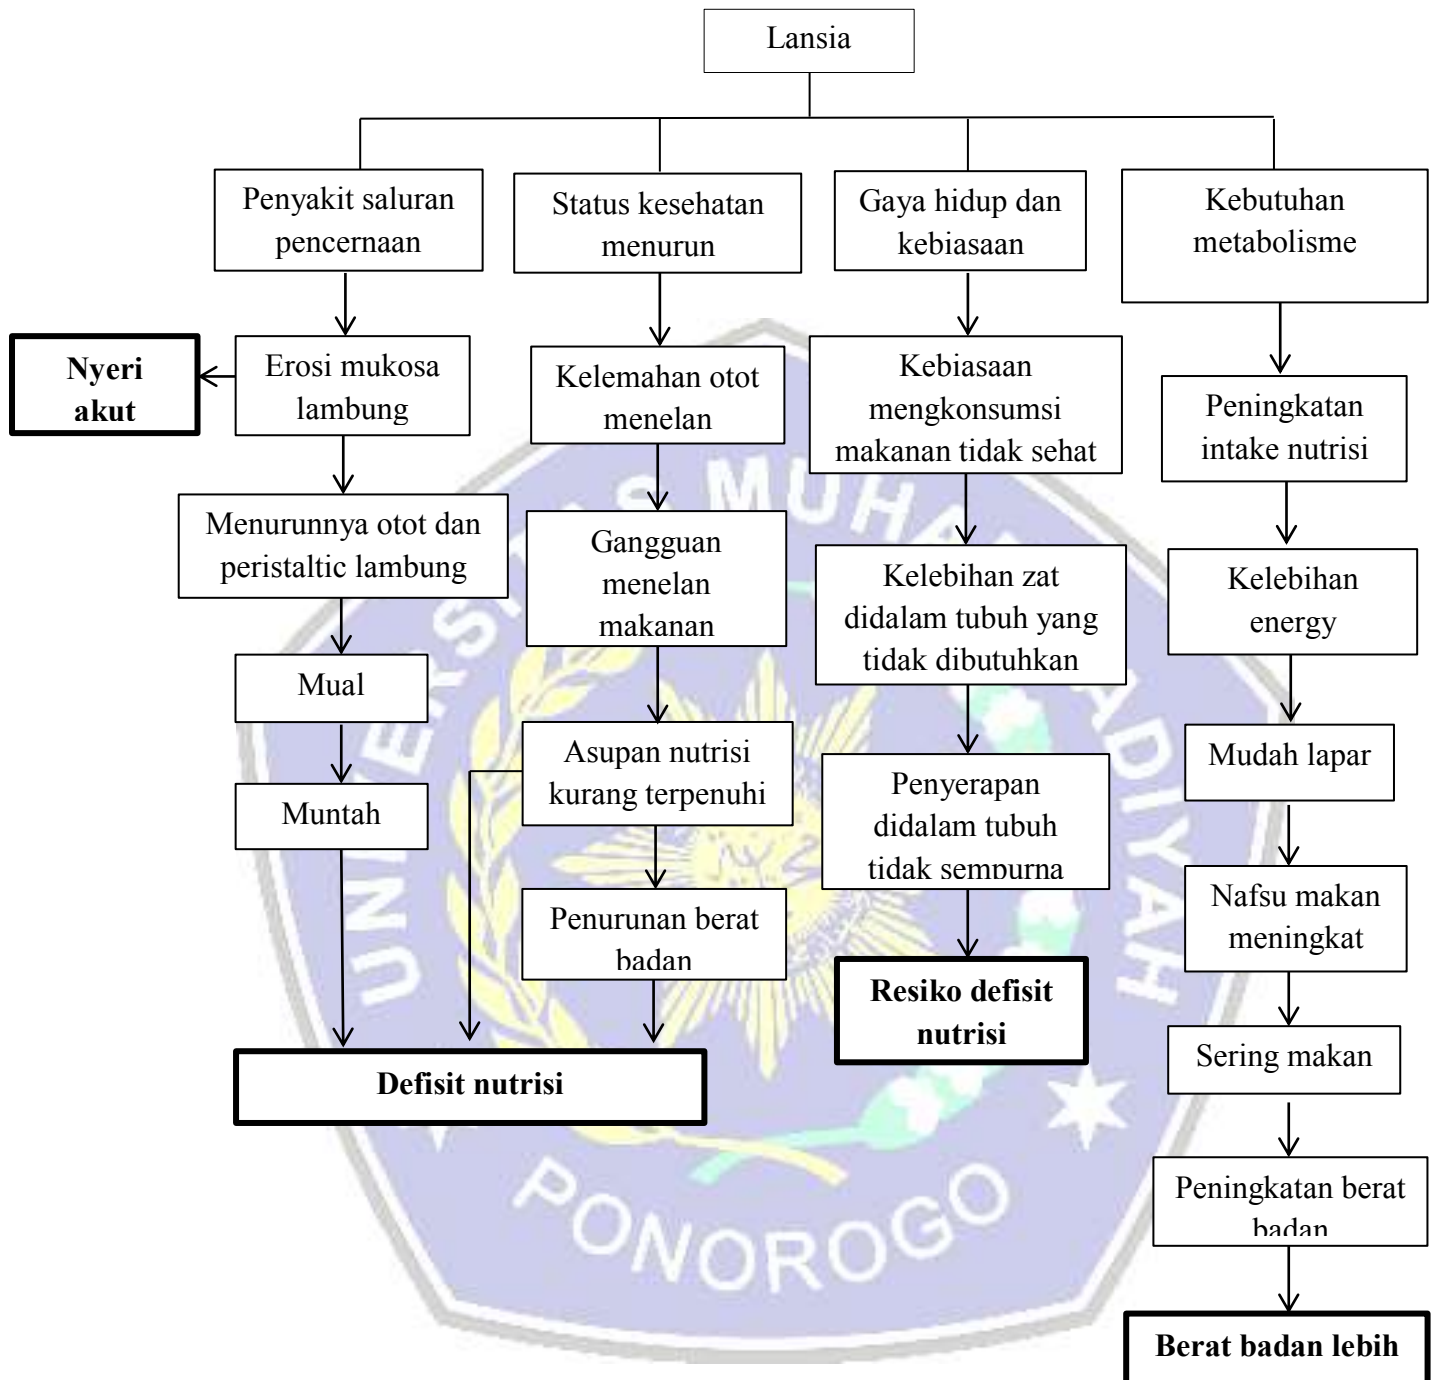 Lansia
Penyakit saluran
pencernaan
Status kesehatan
menurun
Gaya hidup dan
kebiasaan
Kebutuhan
metabolisme
Nyeri
akut
Erosi mukosa
lambung
Kelemahan otot
menelan
Kebiasaan
mengkonsumsi
makanan tidak sehat
Peningkatan
intake nutrisi
Menurunnya otot dan
peristaltic lambung
Gangguan
menelan
makanan
Kelebihan zat
didalam tubuh yang
tidak dibutuhkan
Kelebihan
energy
Mual
Asupan nutrisi
kurang terpenuhi
Penyerapan
didalam tubuh
tidak sempurna
Mudah lapar
Muntah
Penurunan berat
badan
Nafsu makan
meningkat
Resiko defisit
nutrisi
Sering makan
Defisit nutrisi
Peningkatan berat
badan
Berat badan lebih
UNIVERSITAS MUHAMMADIYAH
PONOROGO